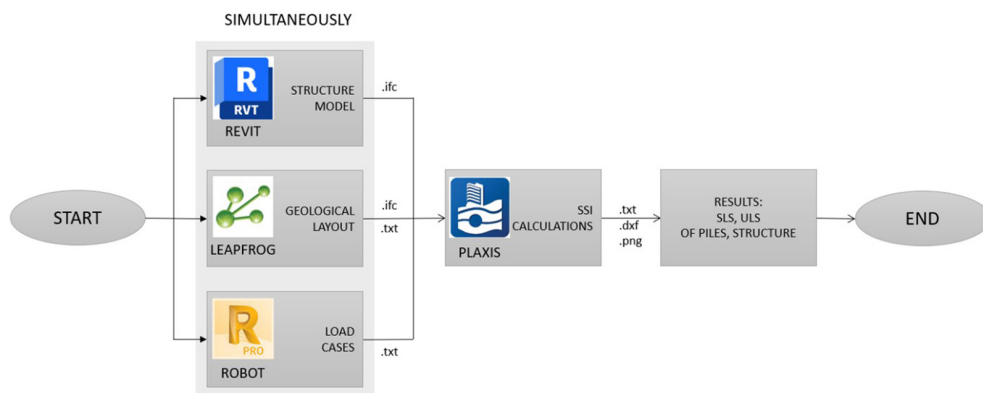 SIMULTANEOUSLY
R
RVT
REVIT
STRUCTURE
MODEL
.ifc
START
LEAPFROG
GEOLOGICAL
LAYOUT
.ifc
.txt
PLAXIS
SSI
CALCULATIONS
.txt
.dxf
.png
RESULTS:
SLS, ULS
OF PILES, STRUCTURE
END
R
PRO
ROBOT
LOAD
CASES
.txt